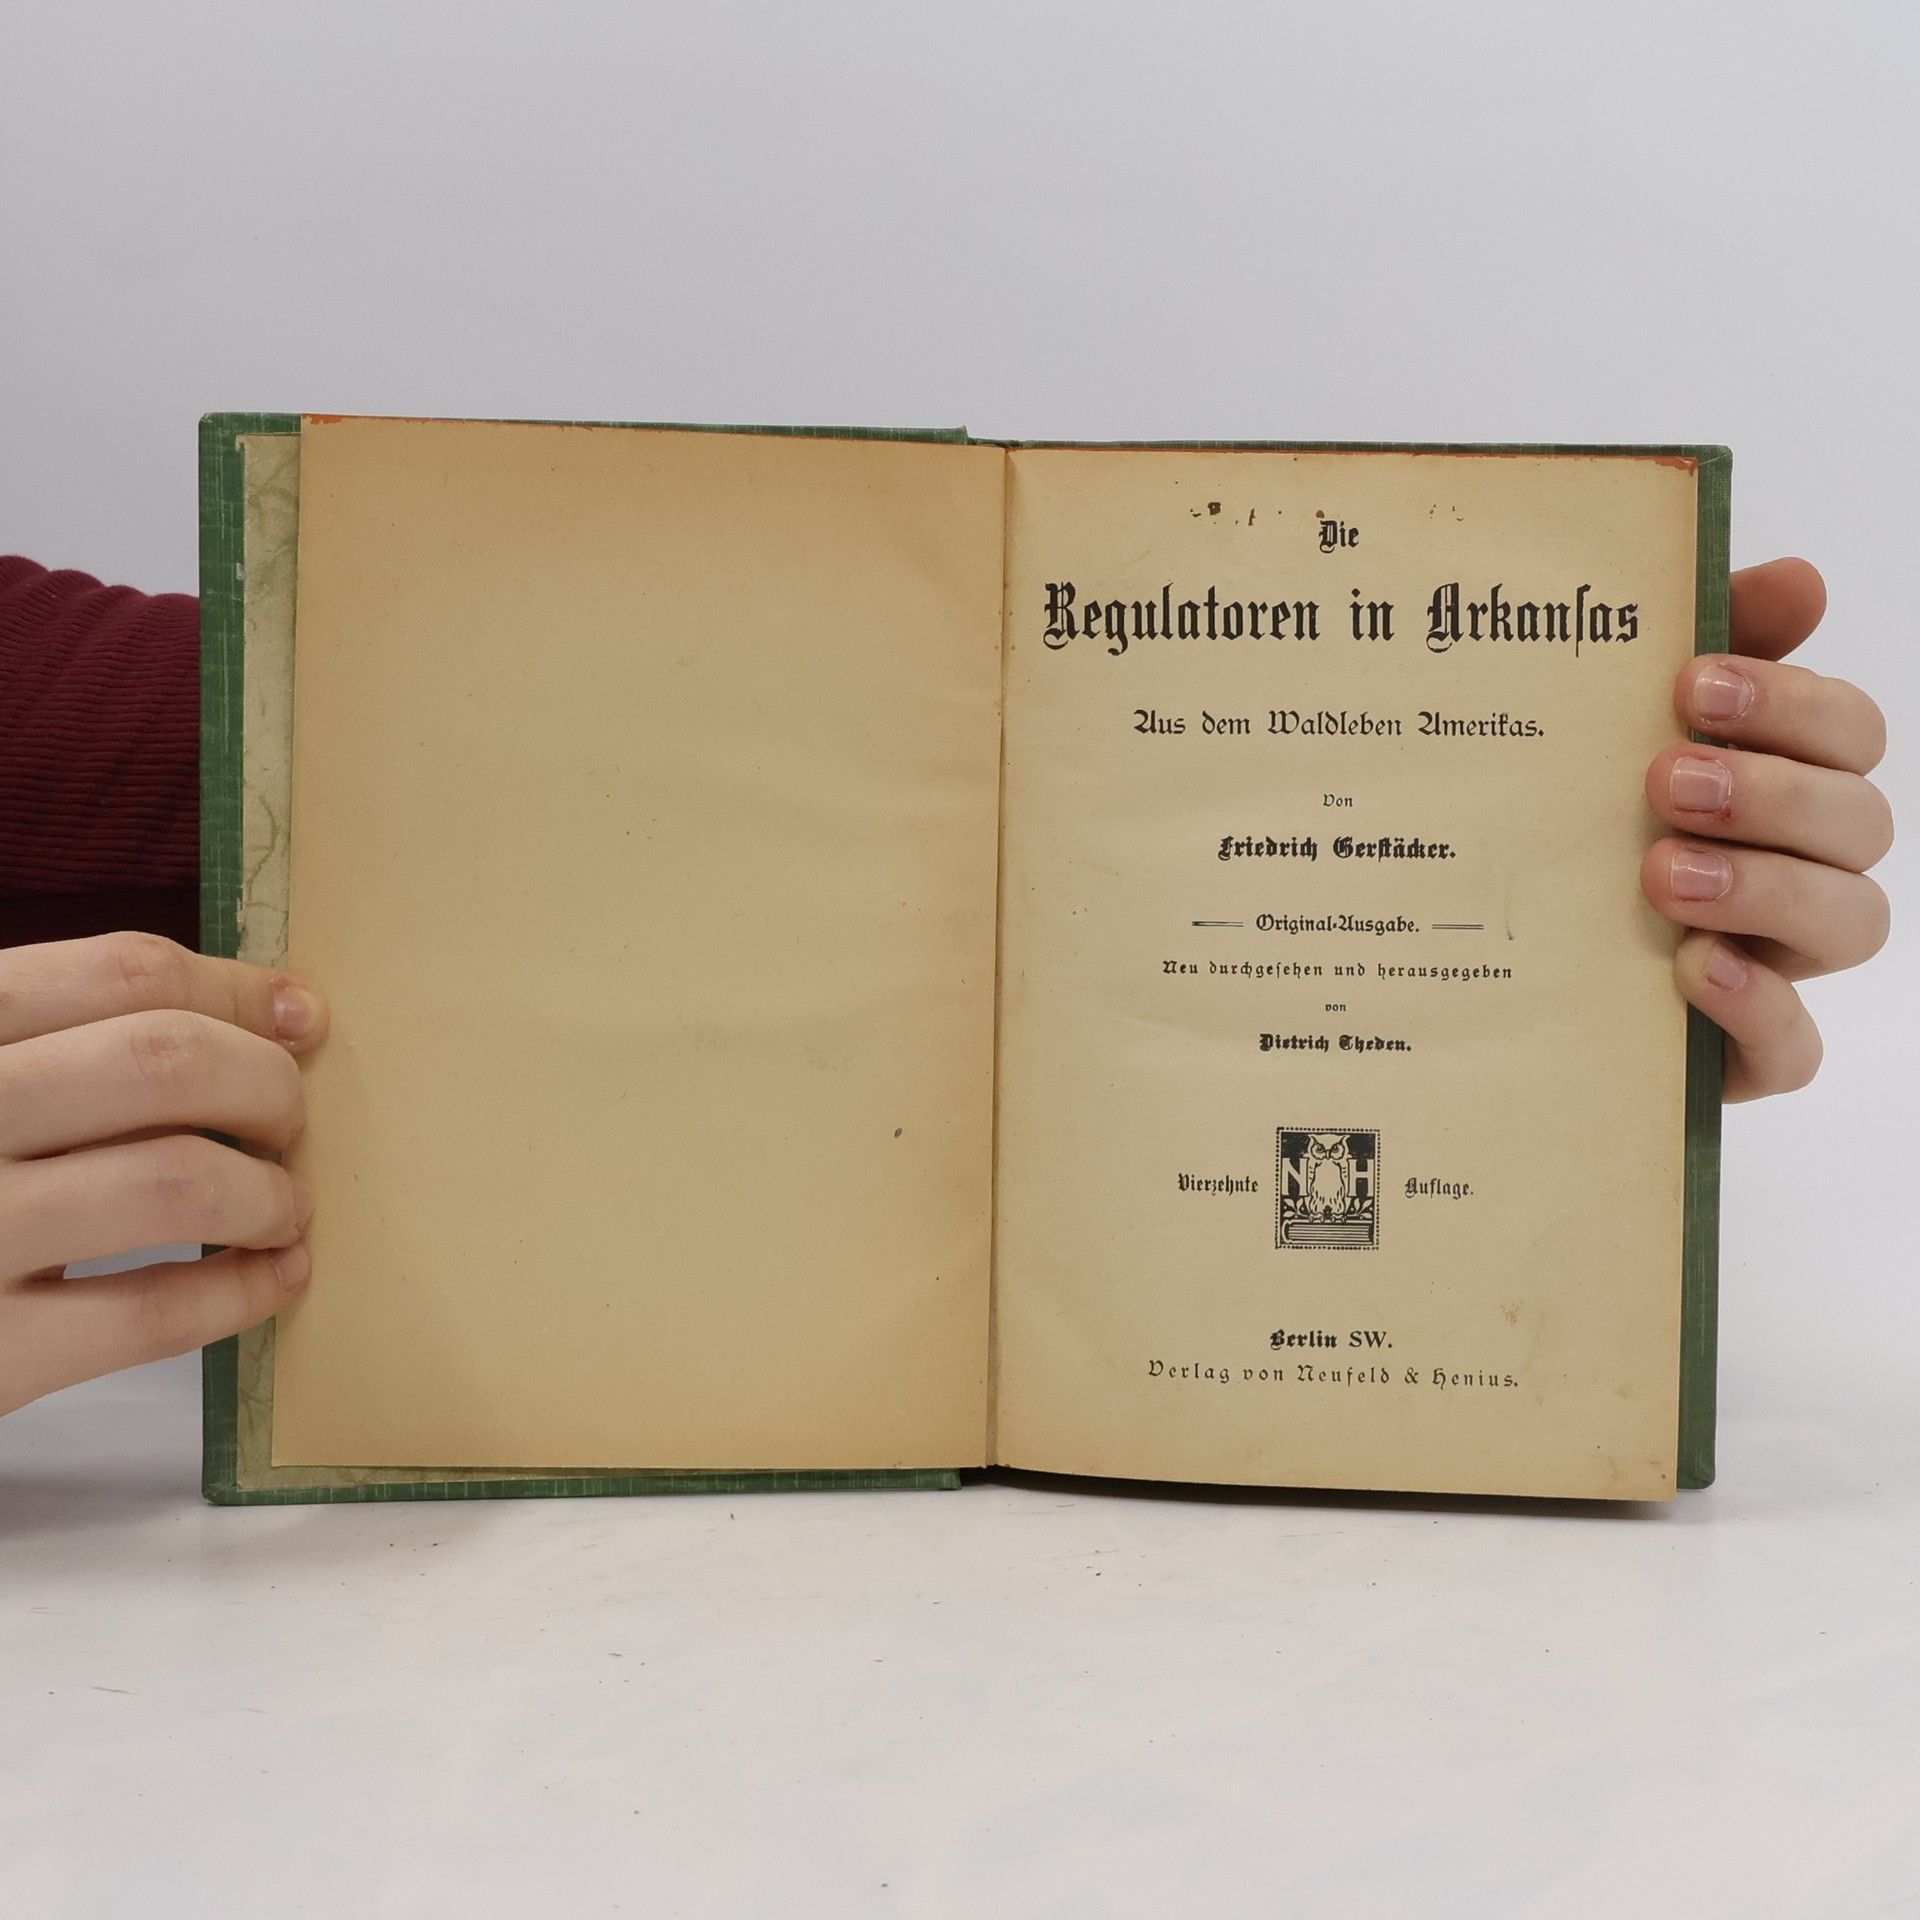 Die
Regulatoren in Arkanſas
Aus dem Waldleben Amerikas.
Von
Friedrich Gerſtäcker.
Original-Ausgabe.
Neu durchgeſehen und herausgegeben
von
Dietrich Theden.
Vierzehnte N H Auflage.
Berlin SW.
Verlag von Neufeld & Henius.